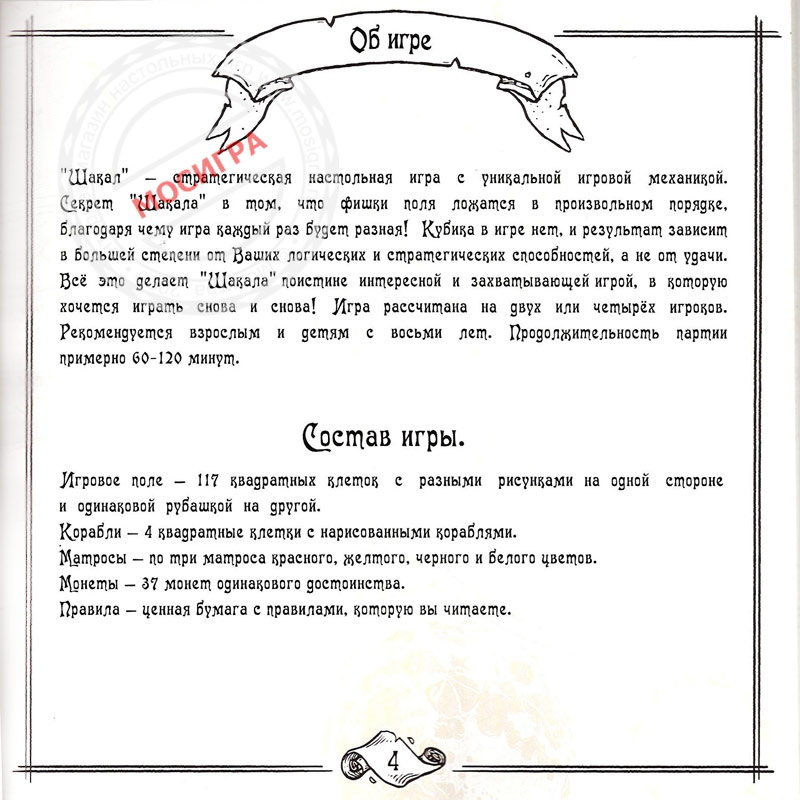 Об игре
магазин настольных игр www.mosigra.ru
МОСИГРА
"Шакал" – стратегическая настольная игра с уникальной игровой механикой.
Секрет "Шакала" в том, что фишки поля ложатся в произвольном порядке,
благодаря чему игра каждый раз будет разная! Кубика в игре нет, и результат зависит
в большей степени от Ваших логических и стратегических способностей, а не от удачи.
Всё это делает "Шакала" поистине интересной и захватывающей игрой, в которую
хочется играть снова и снова! Игра рассчитана на двух или четырёх игроков.
Рекомендуется взрослым и детям с восьми лет. Продолжительность партии
примерно 60-120 минут.
Состав игры.
Игровое поле – 117 квадратных клеток с разными рисунками на одной стороне
и одинаковой рубашкой на другой.
Корабли – 4 квадратные клетки с нарисованными кораблями.
Матросы – по три матроса красного, желтого, черного и белого цветов.
Монеты – 37 монет одинакового достоинства.
Правила – ценная бумага с правилами, которую вы читаете.
4